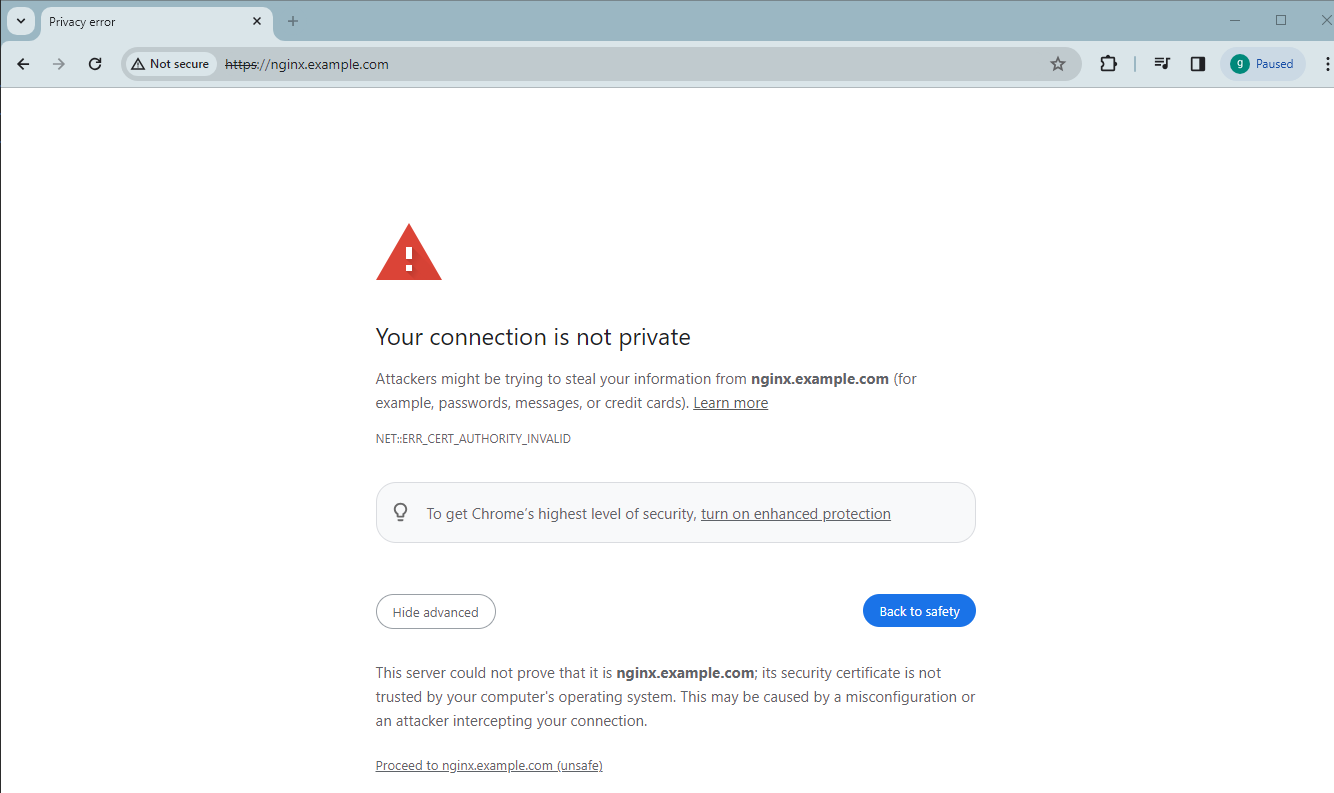 Privacy error
Not secure https://nginx.example.com
g Paused
Your connection is not private
Attackers might be trying to steal your information from nginx.example.com (for
example, passwords, messages, or credit cards). Learn more
NET::ERR_CERT_AUTHORITY_INVALID
To get Chrome's highest level of security, turn on enhanced protection
Hide advanced
Back to safety
This server could not prove that it is nginx.example.com; its security certificate is not
trusted by your computer's operating system. This may be caused by a misconfiguration or
an attacker intercepting your connection.
Proceed to nginx.example.com (unsafe)